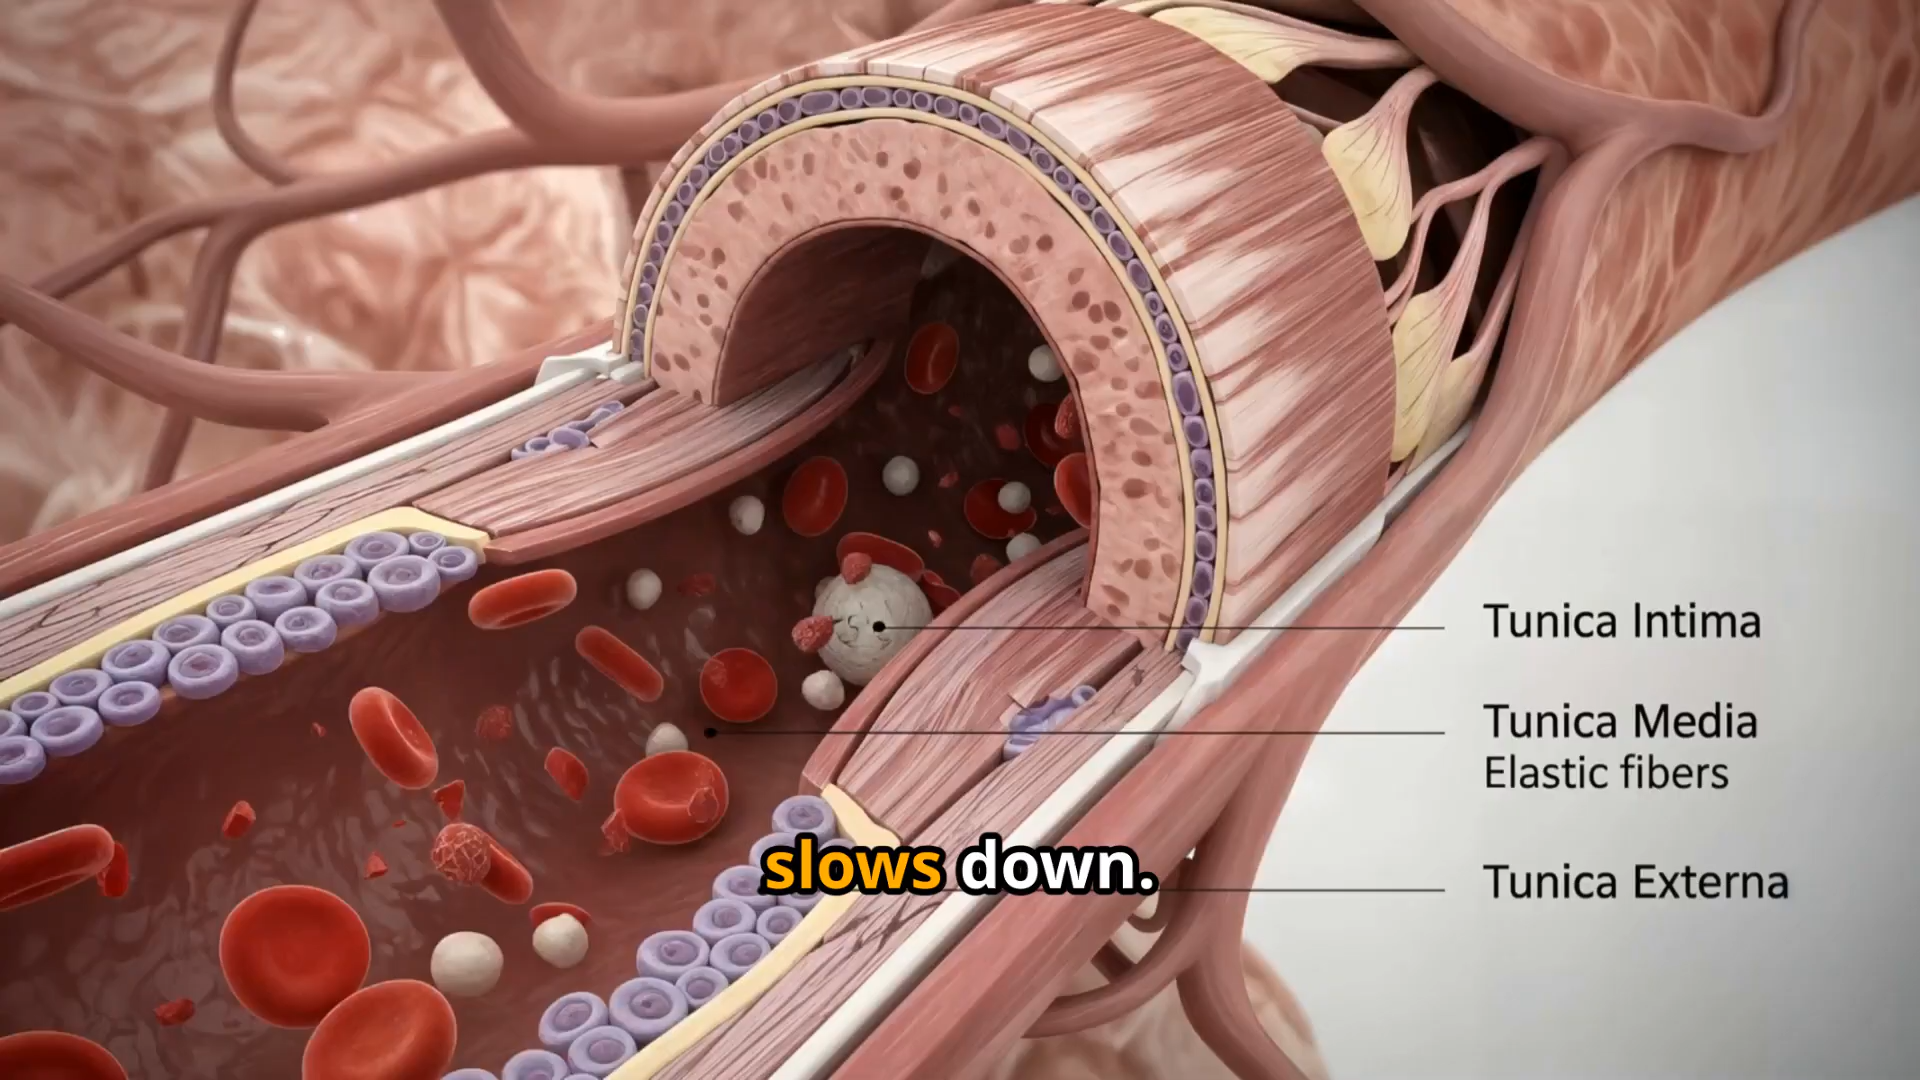 Tunica Intima
Tunica Media
Elastic fibers
slows down.
Tunica Externa